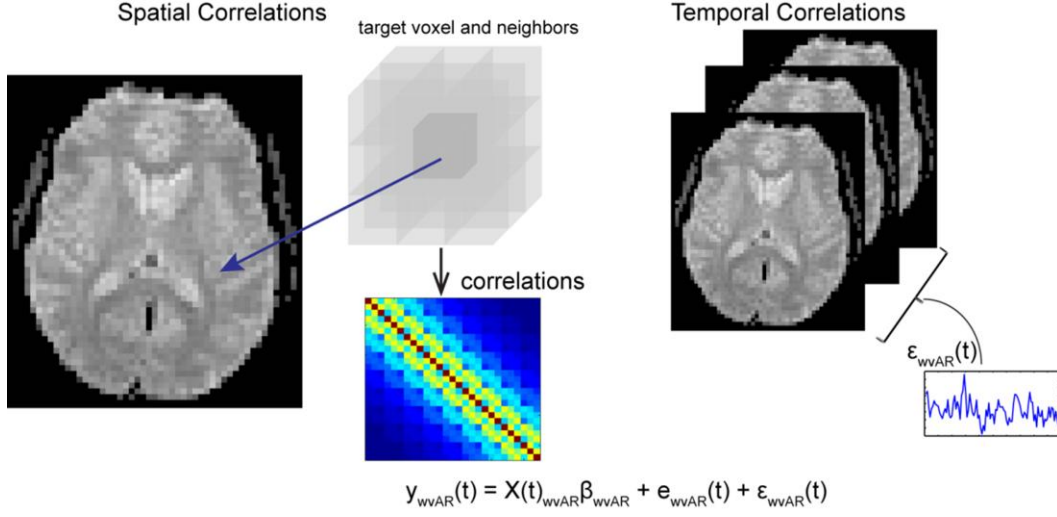 Spatial Correlations
target voxel and neighbors
Temporal Correlations
correlations
εwvAR(t)
ywvAR(t) = X(t)wvARβwvAR + ewvAR(t) + εwvAR(t)